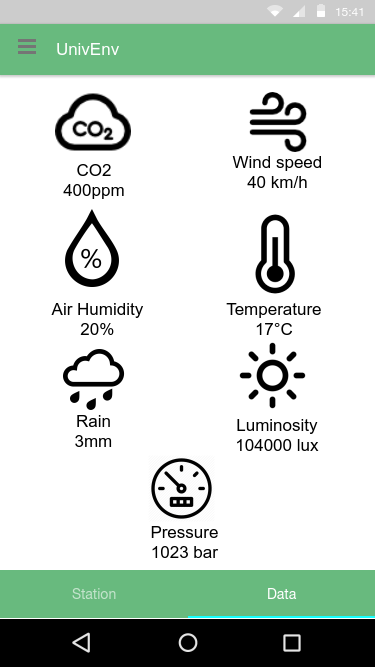 15:41
UnivEnv
CO2
CO2
400ppm
Wind speed
40 km/h
%
Air Humidity
20%
Temperature
17°C
Rain
3mm
Luminosity
104000 lux
Pressure
1023 bar
Station
Data